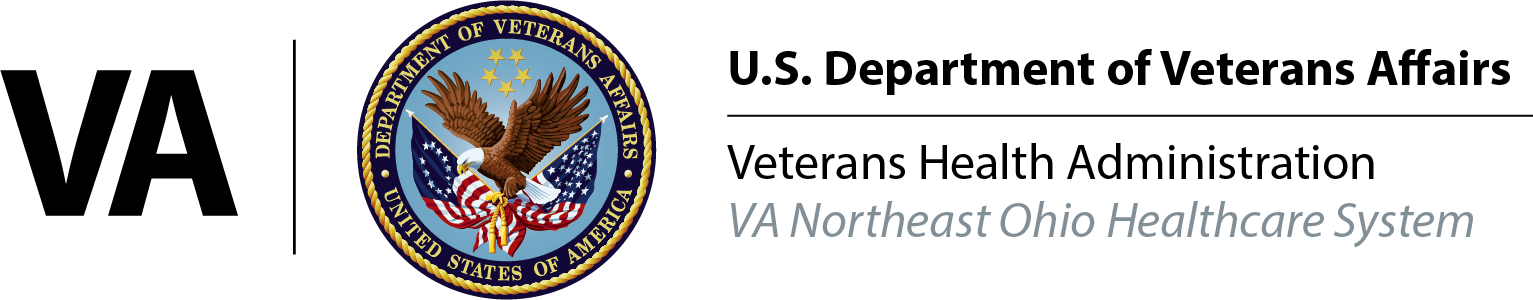 VA
DEPARTMENT OF VETERANS AFFAIRS
UNITED STATES OF AMERICA
U.S. Department of Veterans Affairs
Veterans Health Administration
VA Northeast Ohio Healthcare System